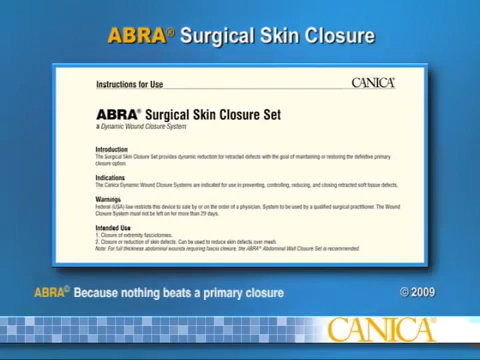 ABRA® Surgical Skin Closure
Instructions for Use
CANICA®
ABRA® Surgical Skin Closure Set
a Dynamic Wound Closure System
Introduction
The Surgical Skin Closure Set provides dynamic reduction for retracted defects with the goal of maintaining or restoring the definitive primary
closure option.
Indications
The Canica Dynamic Wound Closure Systems are indicated for use in preventing, controlling, reducing, and closing retracted soft tissue defects.
Warnings
Federal (USA) law restricts this device to sale by or on the order of a physician. System to be used by a qualified surgical practitioner. The Wound
Closure System must not be left on for more than 29 days.
Intended Use
1. Closure of extremity fasciotomies.
2. Closure or reduction of skin defects. Can be used to reduce skin defects over mesh.
Note: For full thickness abdominal wounds requiring fascia closure, the ABRA® Abdominal Wall Closure Set is recommended.
ABRA© Because nothing beats a primary closure
© 2009
CANICA®